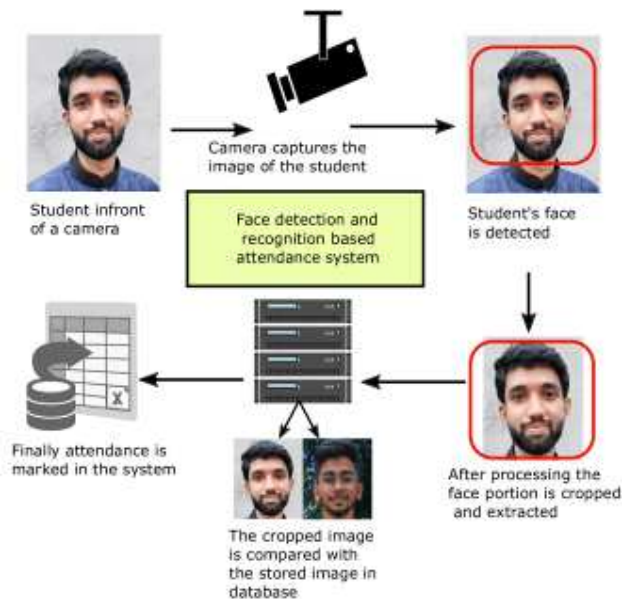 Student infront
of a camera
Camera captures the
image of the student
Student's face
is detected
Face detection and
recognition based
attendance system
After processing the
face portion is cropped
and extracted
The cropped image
is compared with
the stored image in
database
Finally attendance is
marked in the system
X